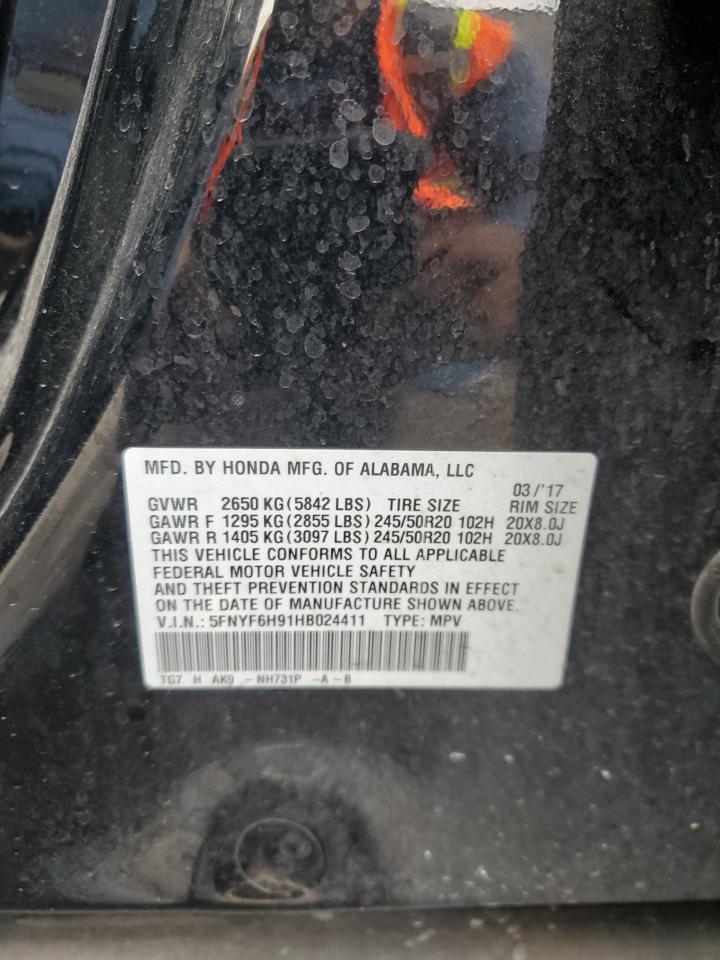 MFD. BY HONDA MFG. OF ALABAMA, LLC
03/'17
GVWR 2650 KG (5842 LBS) TIRE SIZE RIM SIZE
GAWR F 1295 KG (2855 LBS) 245/50R20 102H 20X8.0J
GAWR R 1405 KG (3097 LBS) 245/50R20 102H 20X8.0J
THIS VEHICLE CONFORMS TO ALL APPLICABLE
FEDERAL MOTOR VEHICLE SAFETY
AND THEFT PREVENTION STANDARDS IN EFFECT
ON THE DATE OF MANUFACTURE SHOWN ABOVE.
V.I.N.: 5FNYF6H91HB024411 TYPE: MPV
TG7 H AK9 -NH731P -A-B